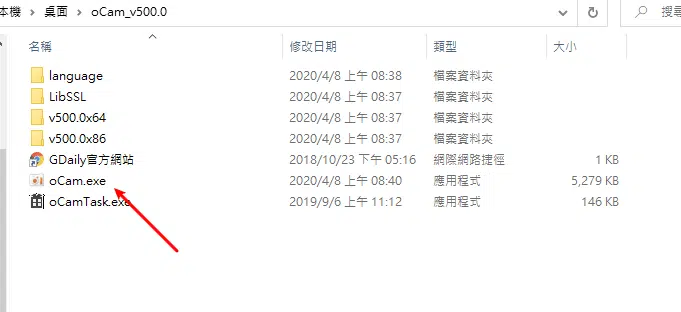 本機 > 桌面 > oCam_v500.0
搜尋
名稱 修改日期 類型 大小
language 2020/4/8 上午 08:38 檔案資料夾
LibSSL 2020/4/8 上午 08:37 檔案資料夾
v500.0x64 2020/4/8 上午 08:37 檔案資料夾
v500.0x86 2020/4/8 上午 08:37 檔案資料夾
GDaily官方網站 2018/10/23 下午 05:16 網際網路捷徑 1 KB
oCam.exe 2020/4/8 上午 08:40 應用程式 5,279 KB
oCamTask.exe 2019/9/6 上午 11:12 應用程式 146 KB